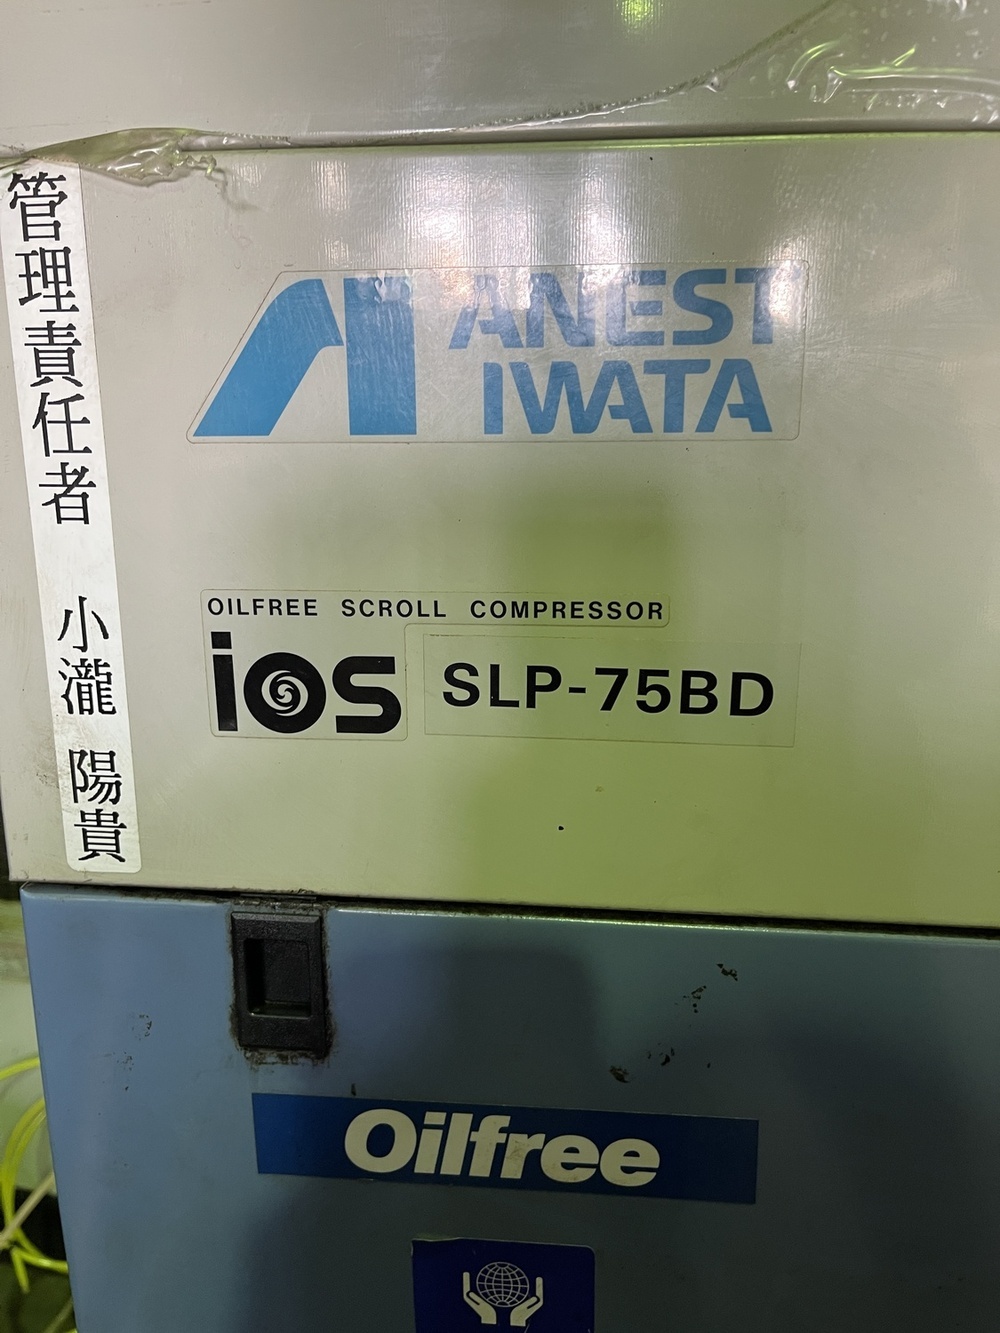 管理責任者 小瀧 陽貴
ANEST
IWATA
OILFREE SCROLL COMPRESSOR
ios SLP-75BD
Oilfree